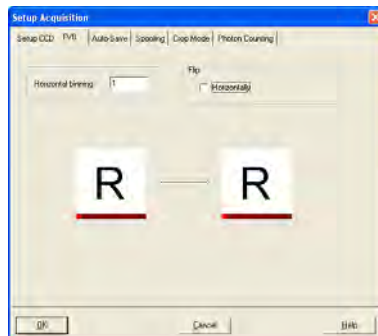 Setup Acquisition
Setup CCD FVB Auto-Save Spooling Crop Mode Photon Counting
Horizontal binning: 1
Flip
Horizontally
R R
OK Cancel Help